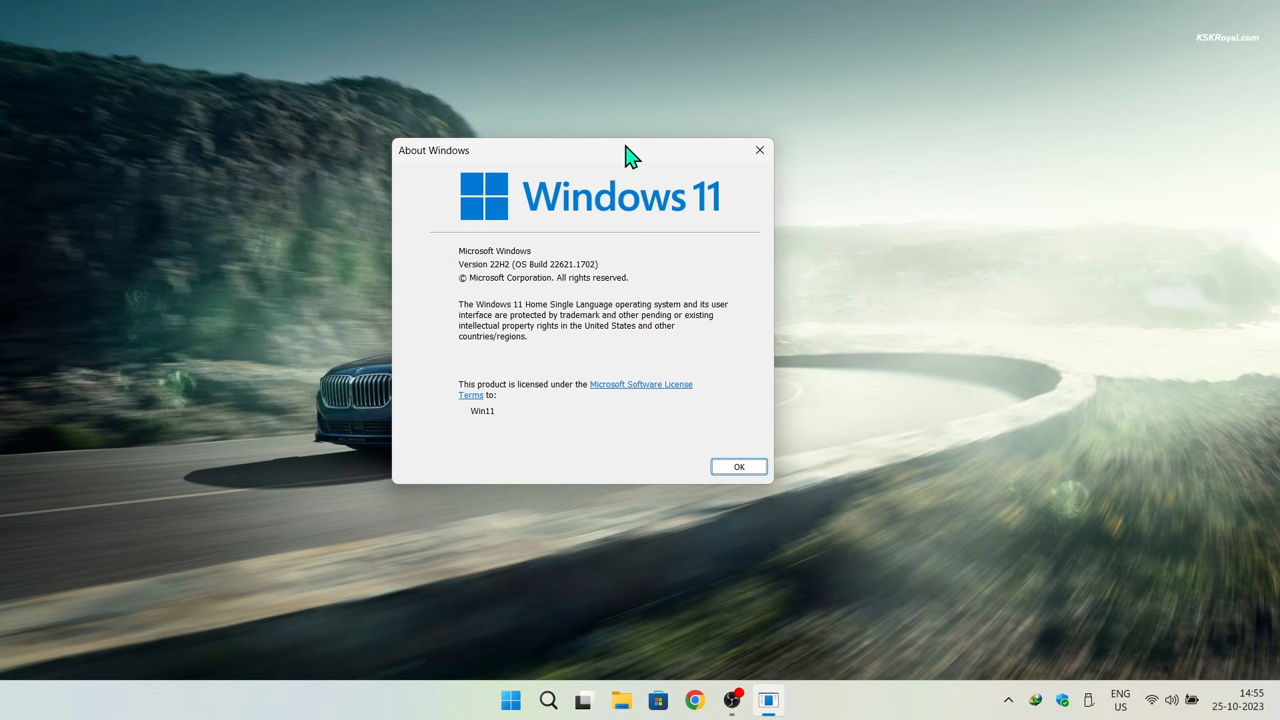 KSKRoyal.com
About Windows
Windows 11
Microsoft Windows
Version 22H2 (OS Build 22621.1702)
© Microsoft Corporation. All rights reserved.
The Windows 11 Home Single Language operating system and its user
interface are protected by trademark and other pending or existing
intellectual property rights in the United States and other
countries/regions.
This product is licensed under the Microsoft Software License
Terms to:
Win11
OK
ENG
US
14:55
25-10-2023